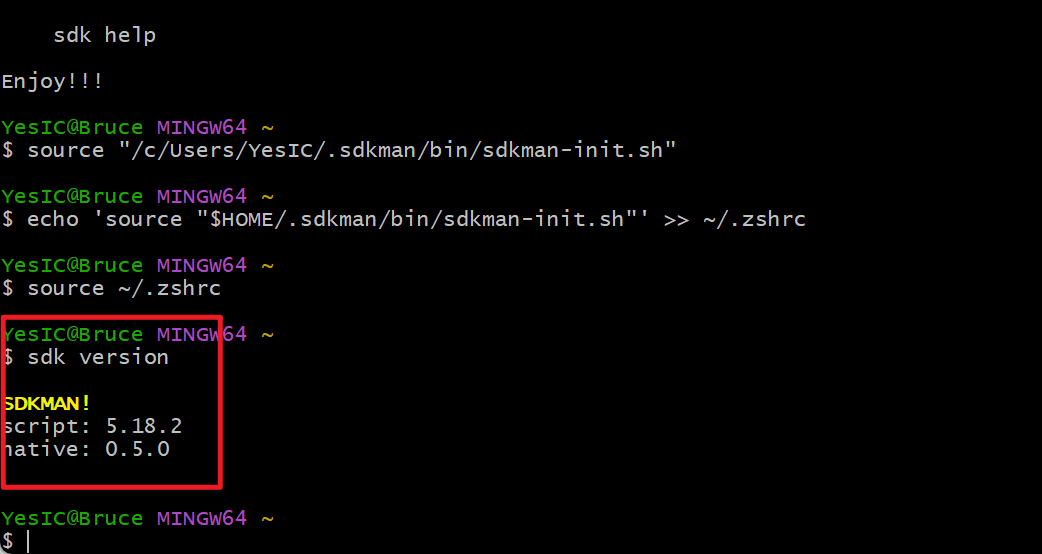 sdk help
Enjoy!!!
YesIC@Bruce MINGW64 ~
$ source "/c/Users/YesIC/.sdkman/bin/sdkman-init.sh"
YesIC@Bruce MINGW64 ~
$ echo 'source "$HOME/.sdkman/bin/sdkman-init.sh"' >> ~/.zshrc
YesIC@Bruce MINGW64 ~
$ source ~/.zshrc
YesIC@Bruce MINGW64 ~
$ sdk version
SDKMAN!
script: 5.18.2
native: 0.5.0
YesIC@Bruce MINGW64 ~
$